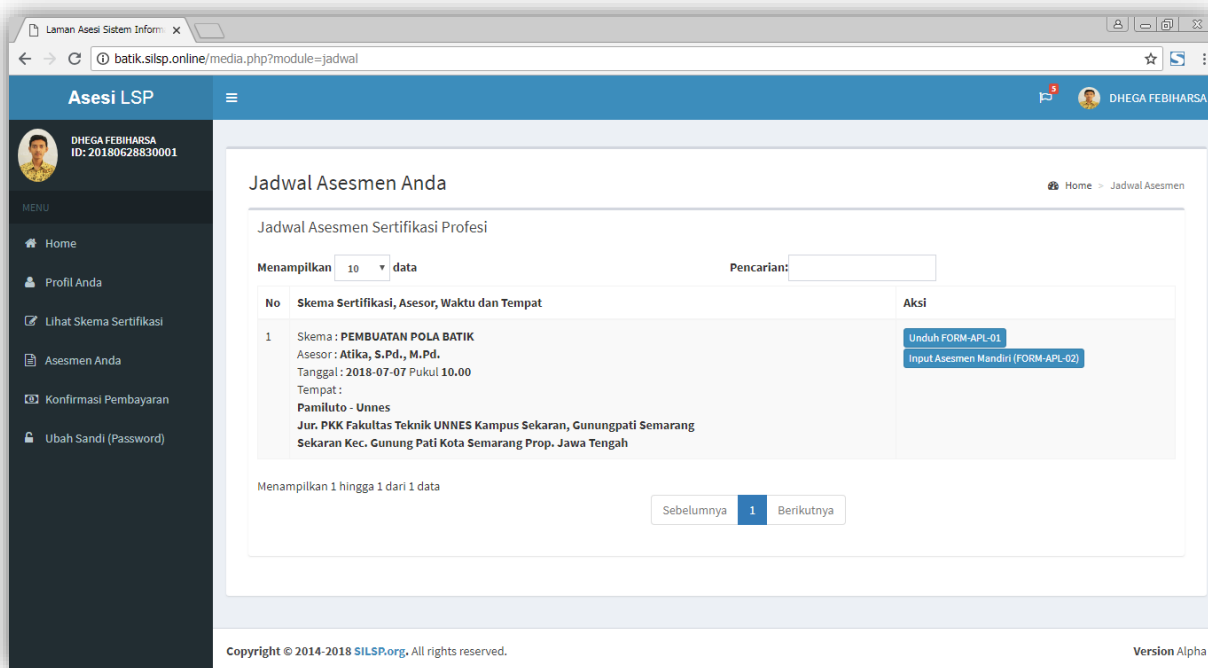 Laman Asesi Sistem Inform
batik.silsp.online/media.php?module=jadwal
Asesi LSP
5
DHEGA FEBIHARSA
DHEGA FEBIHARSA
ID: 20180628830001
MENU
Home
Profil Anda
Lihat Skema Sertifikasi
Asesmen Anda
Konfirmasi Pembayaran
Ubah Sandi (Password)
Jadwal Asesmen Anda
Home > Jadwal Asesmen
Jadwal Asesmen Sertifikasi Profesi
Menampilkan 10 data
Pencarian:
No Skema Sertifikasi, Asesor, Waktu dan Tempat Aksi
1 Skema : PEMBUATAN POLA BATIK
Asesor : Atika, S.Pd., M.Pd.
Tanggal : 2018-07-07 Pukul 10.00
Tempat :
Pamiluto - Unnes
Jur. PKK Fakultas Teknik UNNES Kampus Sekaran, Gunungpati Semarang
Sekaran Kec. Gunung Pati Kota Semarang Prop. Jawa Tengah
Unduh FORM-APL-01
Input Asesmen Mandiri (FORM-APL-02)
Menampilkan 1 hingga 1 dari 1 data
Sebelumnya 1 Berikutnya
Copyright © 2014-2018 SILSP.org. All rights reserved.
Version Alpha